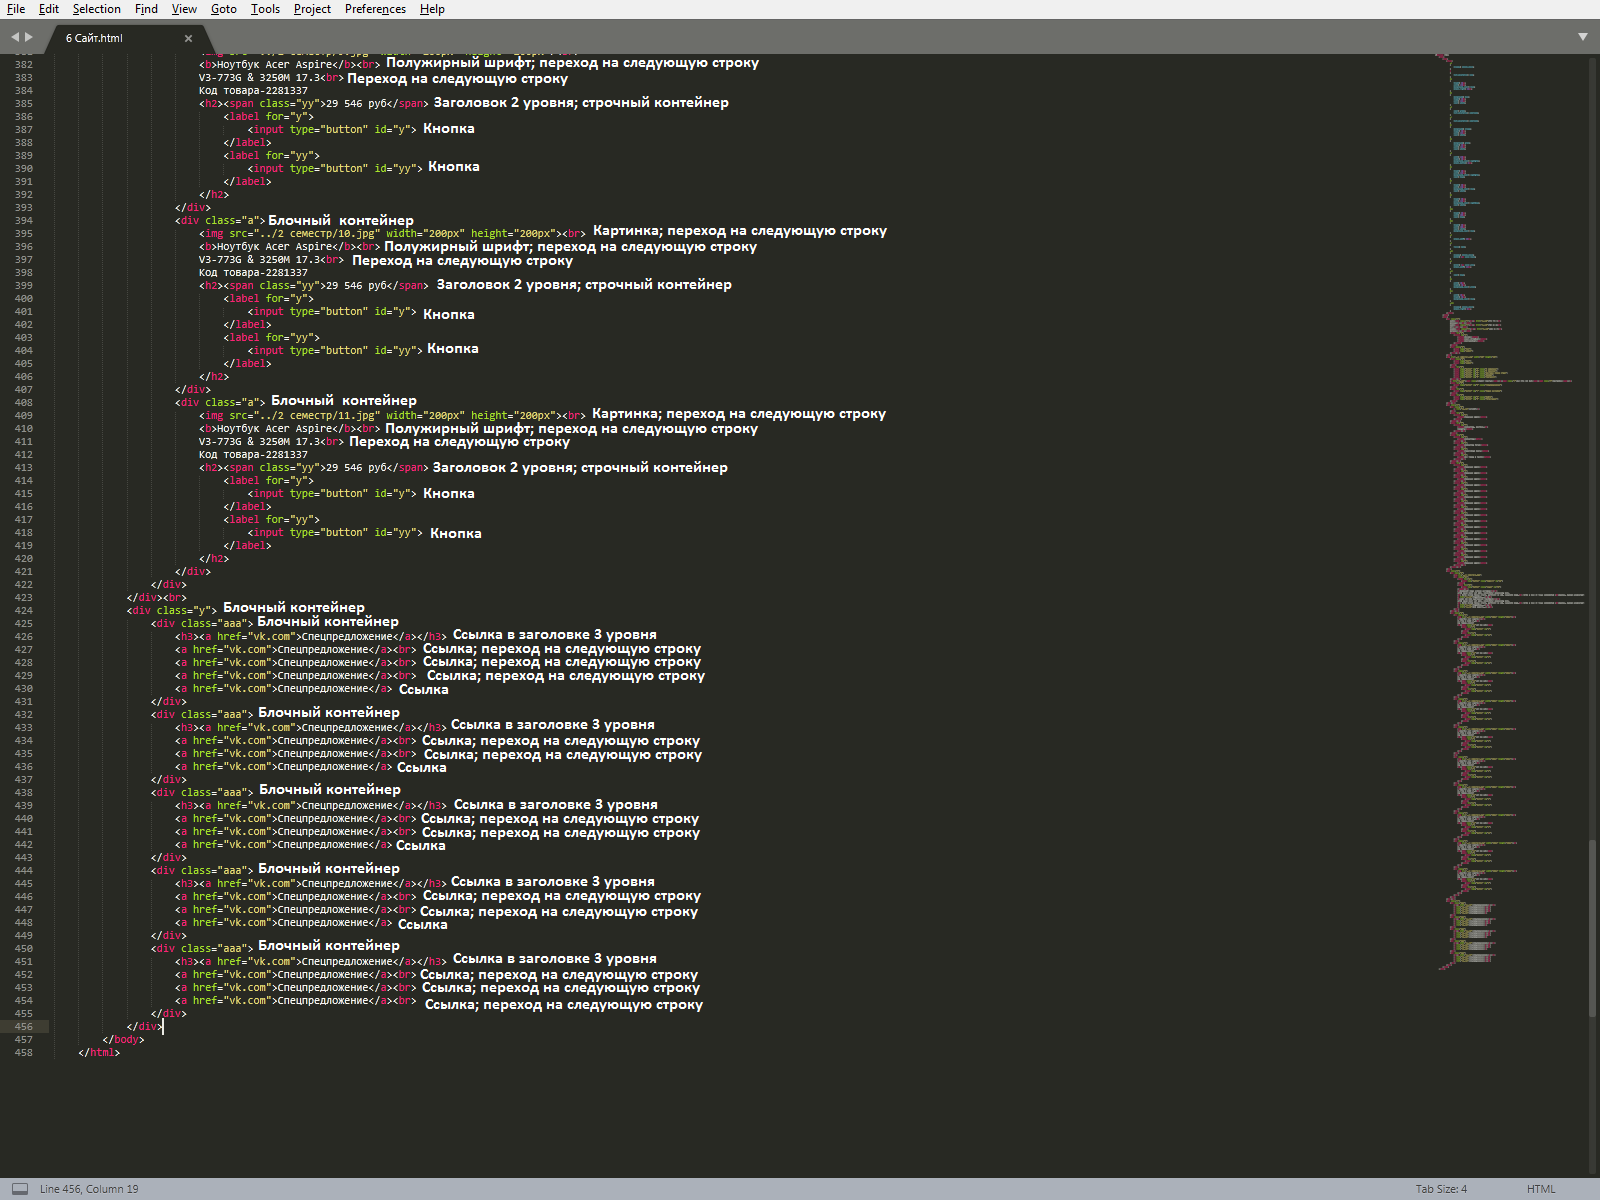 File Edit Selection Find View Goto Tools Project Preferences Help
6 Сайт.html ×
382 <b>Ноутбук Acer Aspire</b><br> Полужирный шрифт; переход на следующую строку
383 V3-773G & 3250M 17.3<br> Переход на следующую строку
384 Код товара-2281337
385 <h2><span class="yy">29 546 руб</span> Заголовок 2 уровня; строчный контейнер
386 <label for="y">
387 <input type="button" id="y"> Кнопка
388 </label>
389 <label for="yy">
390 <input type="button" id="yy"> Кнопка
391 </label>
392 </h2>
393 </div>
394 <div class="a"> Блочный контейнер
395 <img src="../2 семестр/10.jpg" width="200px" height="200px"><br> Картинка; переход на следующую строку
396 <b>Ноутбук Acer Aspire</b><br> Полужирный шрифт; переход на следующую строку
397 V3-773G & 3250M 17.3<br> Переход на следующую строку
398 Код товара-2281337
399 <h2><span class="yy">29 546 руб</span> Заголовок 2 уровня; строчный контейнер
400 <label for="y">
401 <input type="button" id="y"> Кнопка
402 </label>
403 <label for="yy">
404 <input type="button" id="yy"> Кнопка
405 </label>
406 </h2>
407 </div>
408 <div class="a"> Блочный контейнер
409 <img src="../2 семестр/11.jpg" width="200px" height="200px"><br> Картинка; переход на следующую строку
410 <b>Ноутбук Acer Aspire</b><br> Полужирный шрифт; переход на следующую строку
411 V3-773G & 3250M 17.3<br> Переход на следующую строку
412 Код товара-2281337
413 <h2><span class="yy">29 546 руб</span> Заголовок 2 уровня; строчный контейнер
414 <label for="y">
415 <input type="button" id="y"> Кнопка
416 </label>
417 <label for="yy">
418 <input type="button" id="yy"> Кнопка
419 </label>
420 </h2>
421 </div>
422 </div>
423 </div><br>
424 <div class="y"> Блочный контейнер
425 <div class="aaa"> Блочный контейнер
426 <h3><a href="vk.com">Спецпредложение</a></h3> Ссылка в заголовке 3 уровня
427 <a href="vk.com">Спецпредложение</a><br> Ссылка; переход на следующую строку
428 <a href="vk.com">Спецпредложение</a><br> Ссылка; переход на следующую строку
429 <a href="vk.com">Спецпредложение</a><br> Ссылка; переход на следующую строку
430 <a href="vk.com">Спецпредложение</a> Ссылка
431 </div>
432 <div class="aaa"> Блочный контейнер
433 <h3><a href="vk.com">Спецпредложение</a></h3> Ссылка в заголовке 3 уровня
434 <a href="vk.com">Спецпредложение</a><br> Ссылка; переход на следующую строку
435 <a href="vk.com">Спецпредложение</a><br> Ссылка; переход на следующую строку
436 <a href="vk.com">Спецпредложение</a> Ссылка
437 </div>
438 <div class="aaa"> Блочный контейнер
439 <h3><a href="vk.com">Спецпредложение</a></h3> Ссылка в заголовке 3 уровня
440 <a href="vk.com">Спецпредложение</a><br> Ссылка; переход на следующую строку
441 <a href="vk.com">Спецпредложение</a><br> Ссылка; переход на следующую строку
442 <a href="vk.com">Спецпредложение</a> Ссылка
443 </div>
444 <div class="aaa"> Блочный контейнер
445 <h3><a href="vk.com">Спецпредложение</a></h3> Ссылка в заголовке 3 уровня
446 <a href="vk.com">Спецпредложение</a><br> Ссылка; переход на следующую строку
447 <a href="vk.com">Спецпредложение</a><br> Ссылка; переход на следующую строку
448 <a href="vk.com">Спецпредложение</a> Ссылка
449 </div>
450 <div class="aaa"> Блочный контейнер
451 <h3><a href="vk.com">Спецпредложение</a></h3> Ссылка в заголовке 3 уровня
452 <a href="vk.com">Спецпредложение</a><br> Ссылка; переход на следующую строку
453 <a href="vk.com">Спецпредложение</a><br> Ссылка; переход на следующую строку
454 <a href="vk.com">Спецпредложение</a><br> Ссылка; переход на следующую строку
455 </div>
456 </div>
457 </body>
458 </html>
Line 456, Column 19 Tab Size: 4 HTML